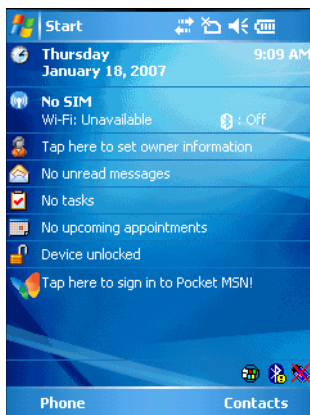 Start
Thursday 9:09 AM
January 18, 2007
No SIM
Wi-Fi: Unavailable : Off
Tap here to set owner information
No unread messages
No tasks
No upcoming appointments
Device unlocked
Tap here to sign in to Pocket MSN!
Phone Contacts